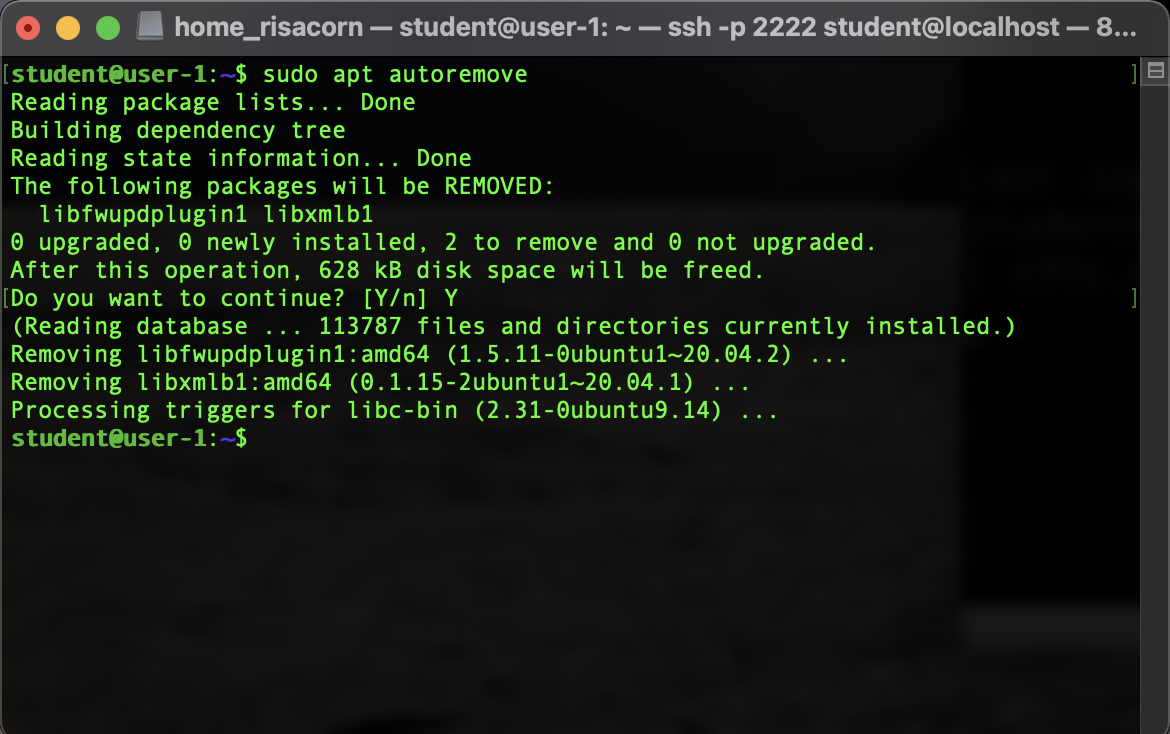 home_risacorn — student@user-1: ~ — ssh -p 2222 student@localhost — 8...
[student@user-1:~$ sudo apt autoremove ]
Reading package lists... Done
Building dependency tree
Reading state information... Done
The following packages will be REMOVED:
  libfwupdplugin1 libxmlb1
0 upgraded, 0 newly installed, 2 to remove and 0 not upgraded.
After this operation, 628 kB disk space will be freed.
[Do you want to continue? [Y/n] Y ]
(Reading database ... 113787 files and directories currently installed.)
Removing libfwupdplugin1:amd64 (1.5.11-0ubuntu1~20.04.2) ...
Removing libxmlb1:amd64 (0.1.15-2ubuntu1~20.04.1) ...
Processing triggers for libc-bin (2.31-0ubuntu9.14) ...
student@user-1:~$